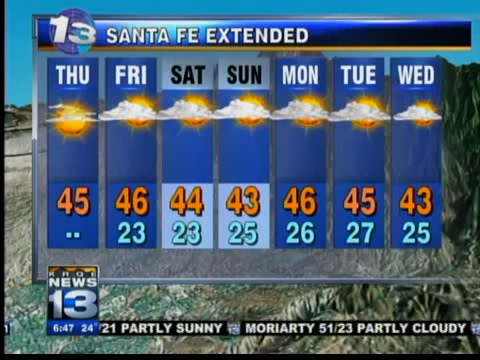 13 SANTA FE EXTENDED
THU FRI SAT SUN MON TUE WED
45 46 44 43 46 45 43
-- 23 23 25 26 27 25
KRQE
NEWS
13
6:47 24° /21 PARTLY SUNNY 13 MORIARTY 51/23 PARTLY CLOUDY 13